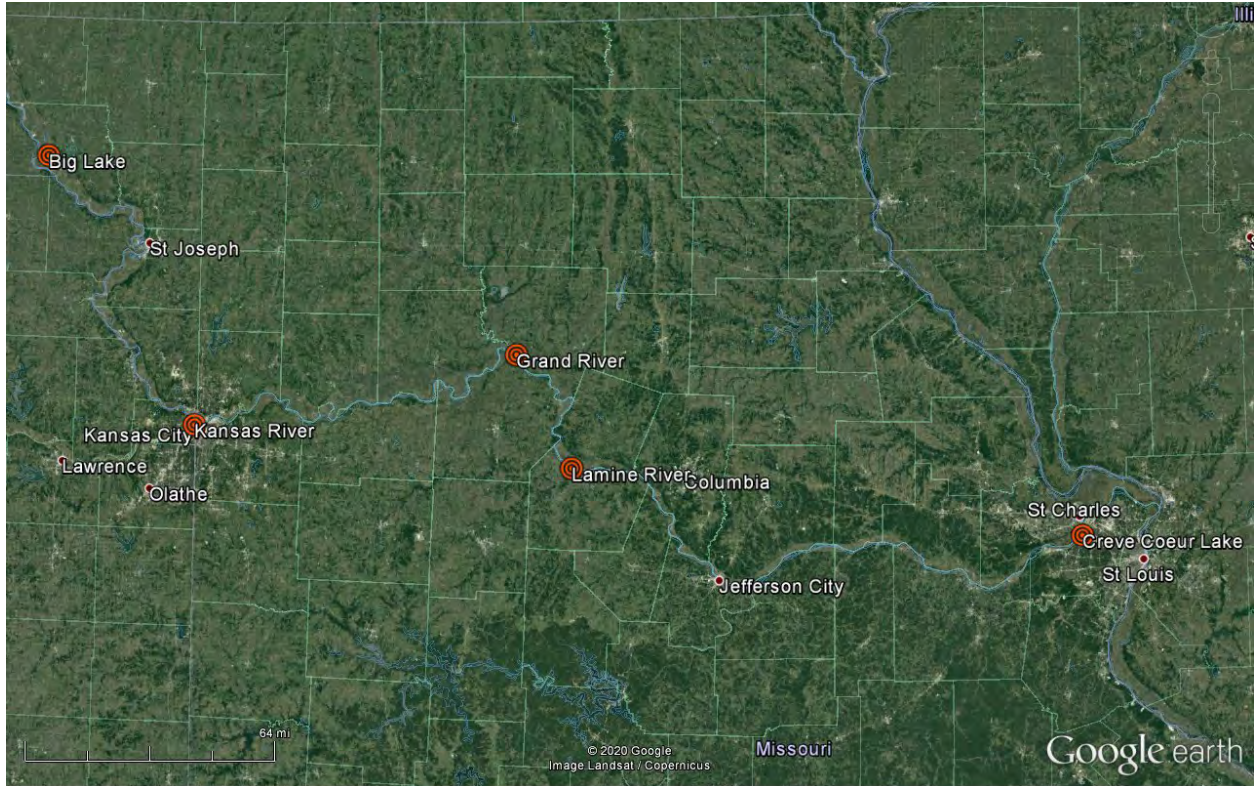 Illi
Big Lake
St Joseph
Grand River
Kansas City
Kansas River
Lawrence
Lamine River
Columbia
Olathe
St Charles
Creve Coeur Lake
St Louis
Jefferson City
64 mi
© 2020 Google
Image Landsat / Copernicus
Missouri
Google earth